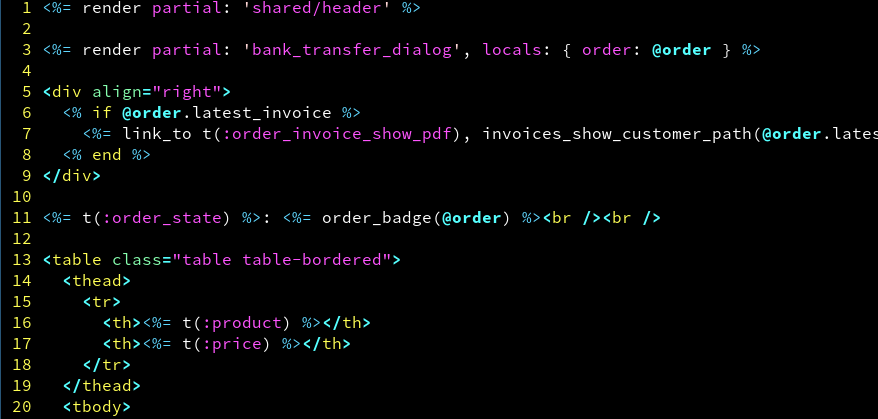 1 <%= render partial: 'shared/header' %>
2
3 <%= render partial: 'bank_transfer_dialog', locals: { order: @order } %>
4
5 <div align="right">
6   <% if @order.latest_invoice %>
7     <%= link_to t(:order_invoice_show_pdf), invoices_show_customer_path(@order.lates
8   <% end %>
9 </div>
10
11 <%= t(:order_state) %>: <%= order_badge(@order) %><br /><br />
12
13 <table class="table table-bordered">
14   <thead>
15     <tr>
16       <th><%= t(:product) %></th>
17       <th><%= t(:price) %></th>
18     </tr>
19   </thead>
20   <tbody>